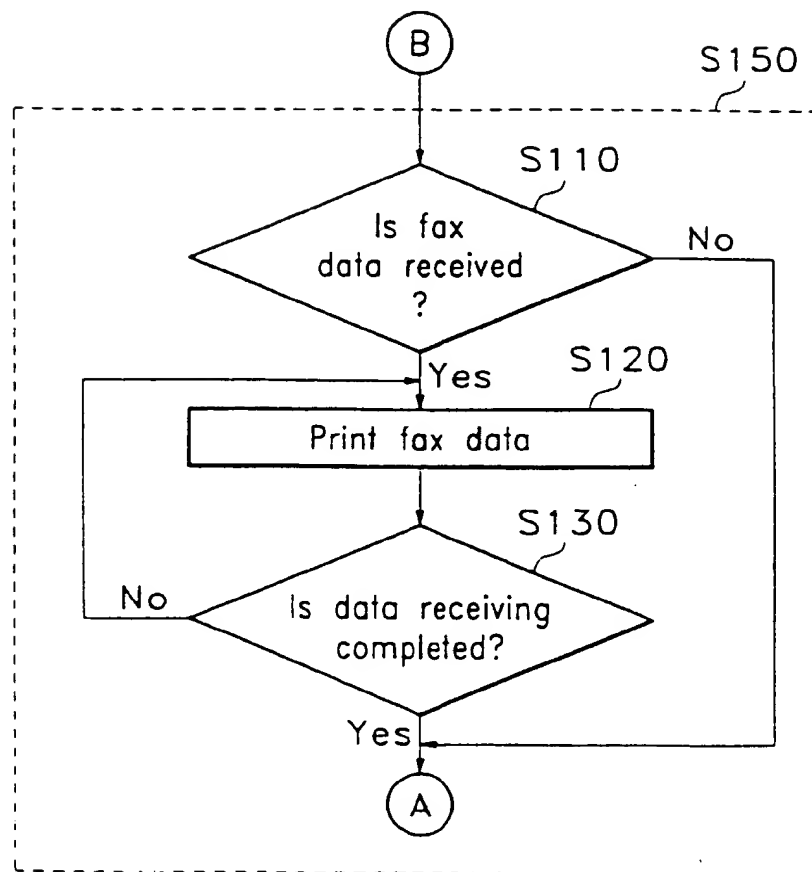 B
S150
S110
Is fax
data received
?
No
Yes
S120
Print fax data
S130
No
Is data receiving
completed?
Yes
A